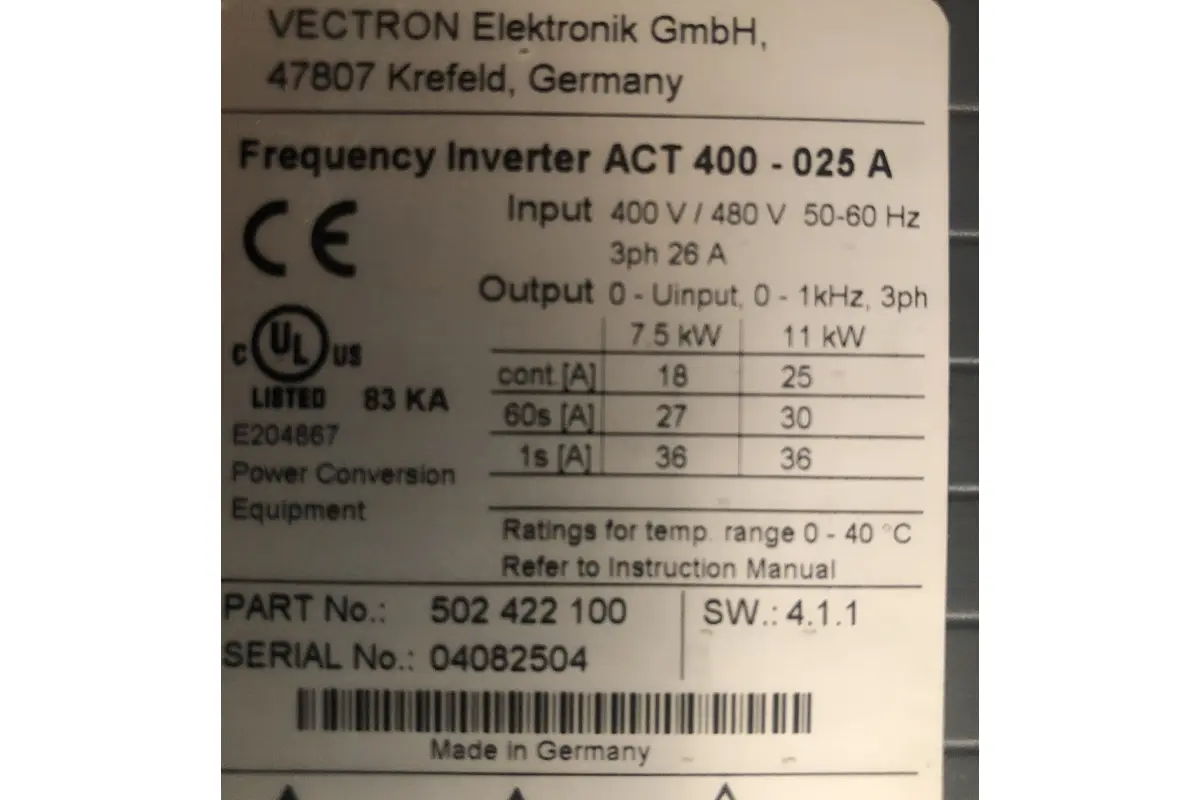 VECTRON Elektronik GmbH,
47807 Krefeld, Germany
Frequency Inverter ACT 400 - 025 A
CE
Input 400 V / 480 V 50-60 Hz
3ph 26 A
Output 0 - Uinput, 0 - 1kHz, 3ph
7.5 kW 11 kW
cont.[A] 18 25
60s [A] 27 30
1s [A] 36 36
C UL US
LISTED 83 KA
E204867
Power Conversion
Equipment
Ratings for temp. range 0 - 40 °C
Refer to Instruction Manual
PART No.: 502 422 100 SW.: 4.1.1
SERIAL No.: 04082504
Made in Germany